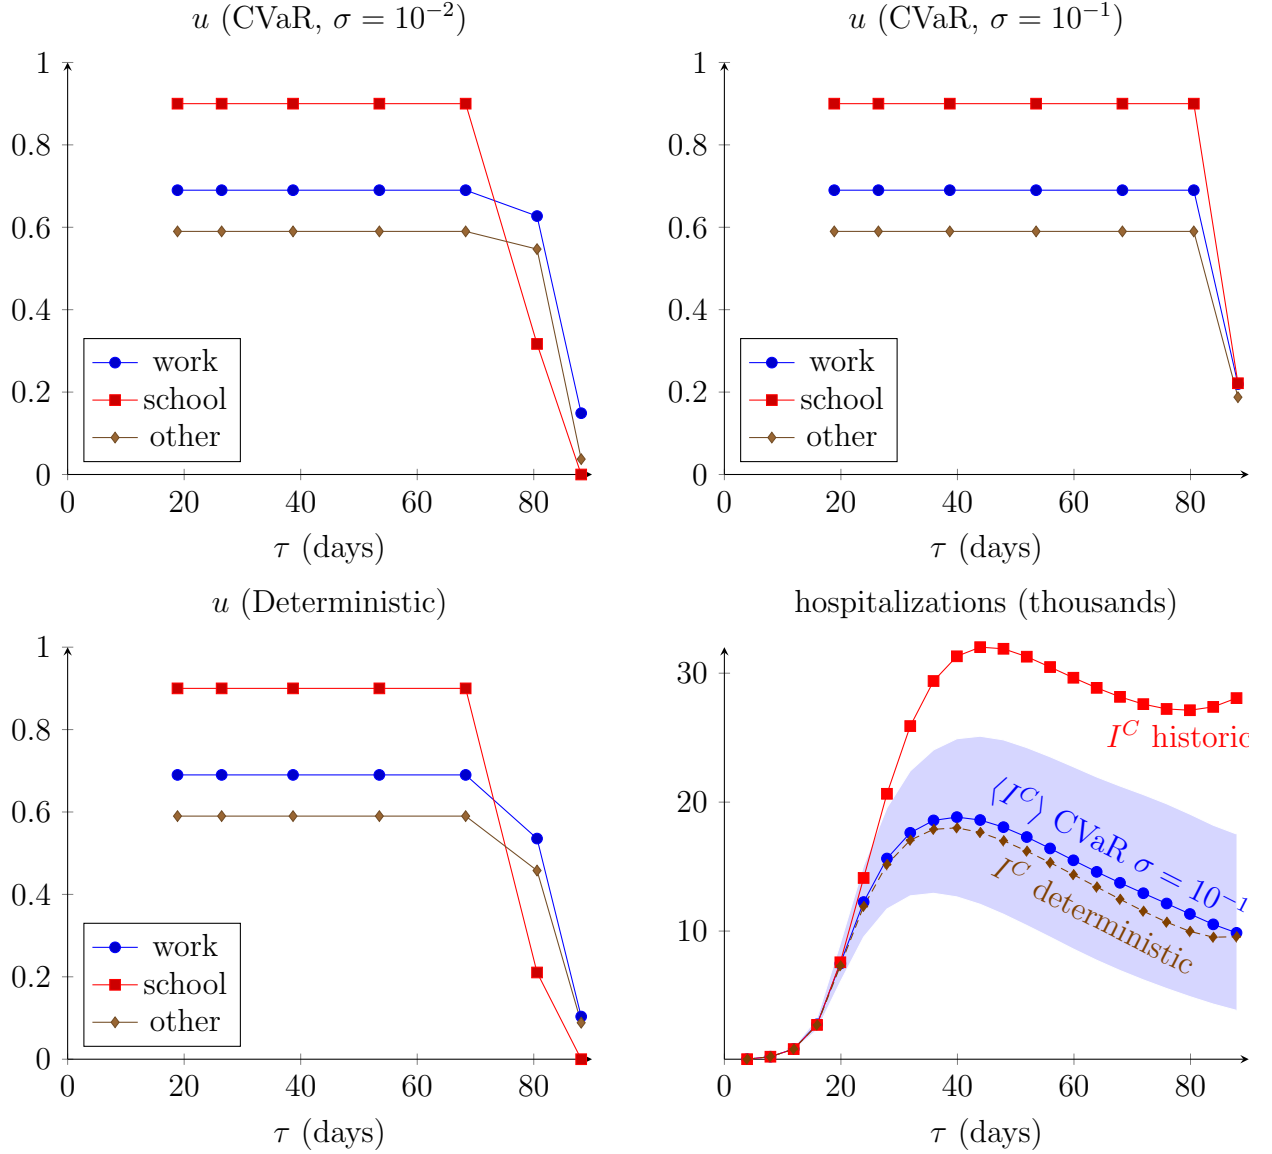 u (CVaR, σ = 10⁻²)
1
0.8
0.6
0.4
0.2
0
work
school
other
0 20 40 60 80
τ (days)
u (CVaR, σ = 10⁻¹)
1
0.8
0.6
0.4
0.2
0
work
school
other
0 20 40 60 80
τ (days)
u (Deterministic)
1
0.8
0.6
0.4
0.2
0
work
school
other
0 20 40 60 80
τ (days)
hospitalizations (thousands)
30
20
10
I^C historic
⟨I^C⟩ CVaR σ = 10⁻¹
I^C deterministic
0 20 40 60 80
τ (days)